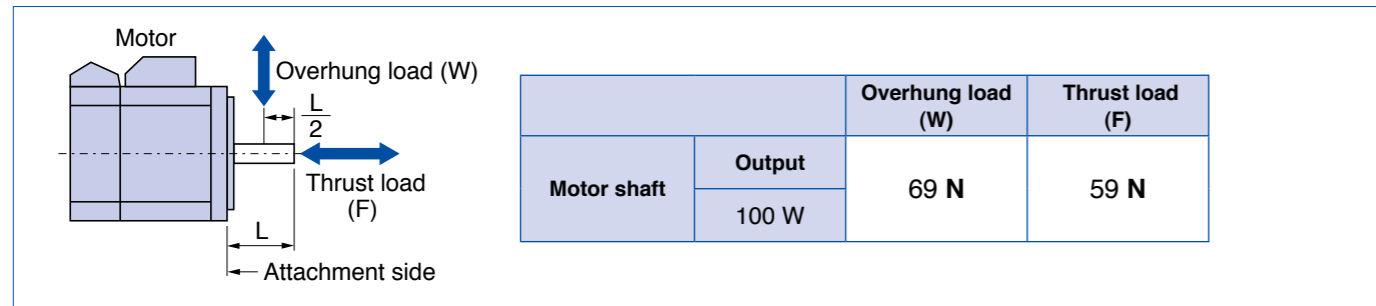 Motor
Overhung load (W)
L
2
Thrust load
(F)
L
Attachment side
Overhung load
(W)
Thrust load
(F)
Motor shaft
Output
69 N
59 N
100 W